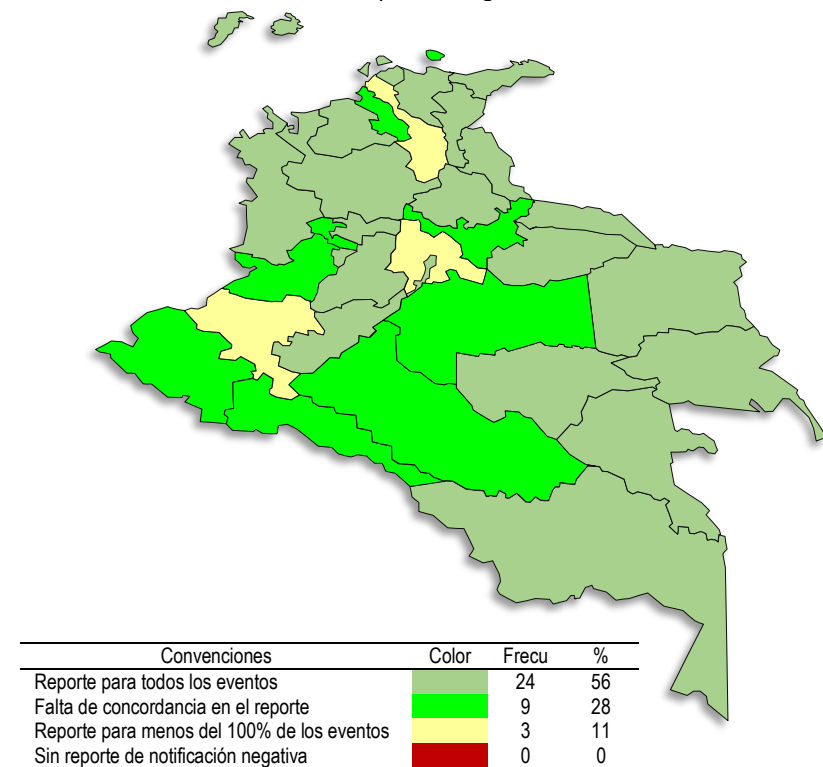 Convenciones Color Frecu %
Reporte para todos los eventos 24 56
Falta de concordancia en el reporte 9 28
Reporte para menos del 100% de los eventos 3 11
Sin reporte de notificación negativa 0 0